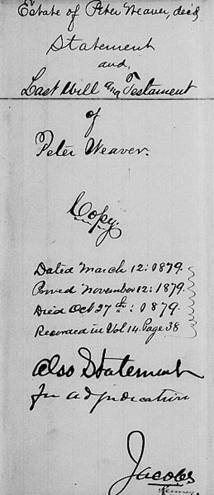 Estate of Peter Weaver, decd
Statement
and
Last Will and Testament
of
Peter Weaver.
Copy.
Dated March 12: 1879.
Proved November 12: 1879.
Died Oct 27th: 1879.
Recorded in Vol 14. Page 38
Also Statement
for adjudication
Jacobs